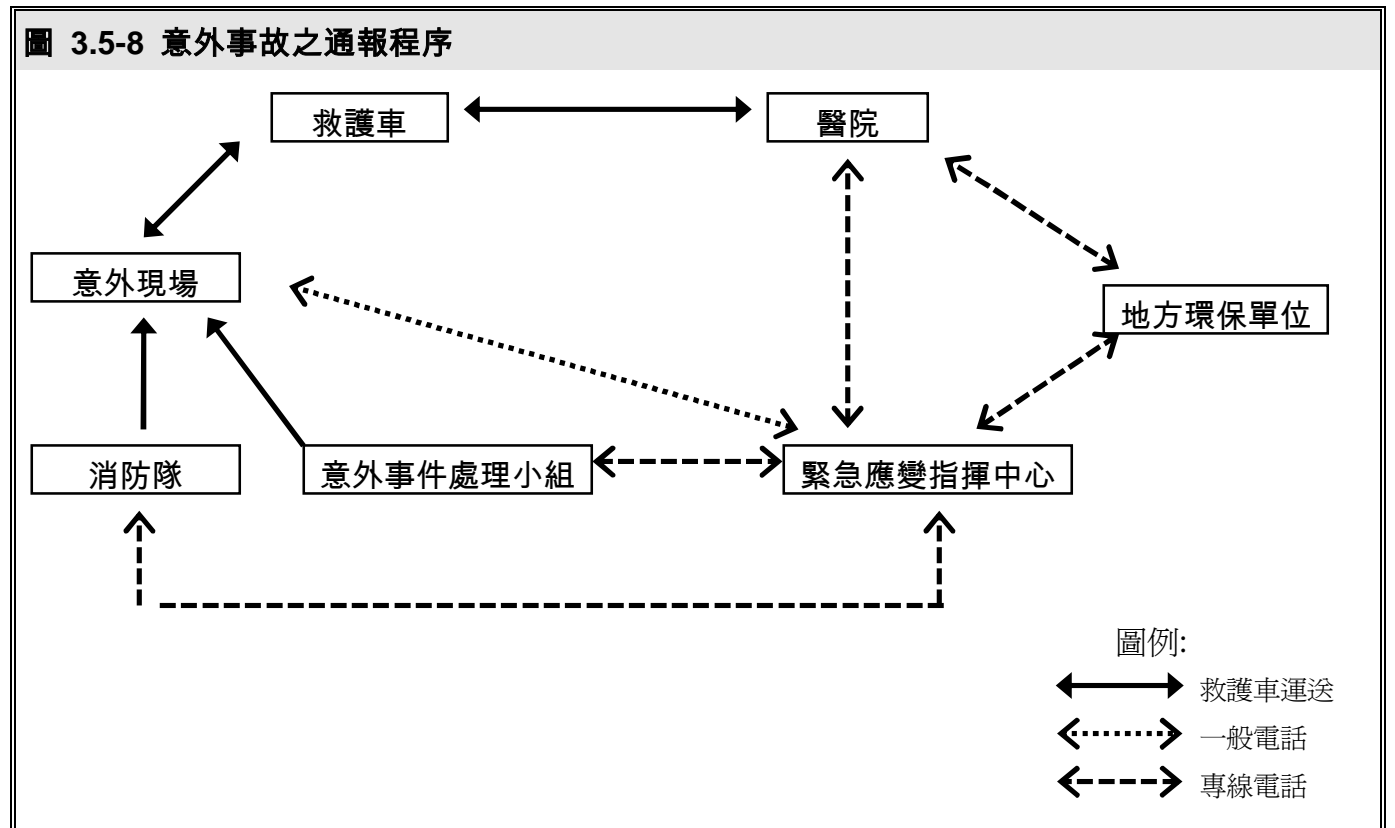 圖 3.5-8 意外事故之通報程序
救護車
醫院
意外現場
地方環保單位
消防隊
意外事件處理小組
緊急應變指揮中心
圖例:
救護車運送
一般電話
專線電話